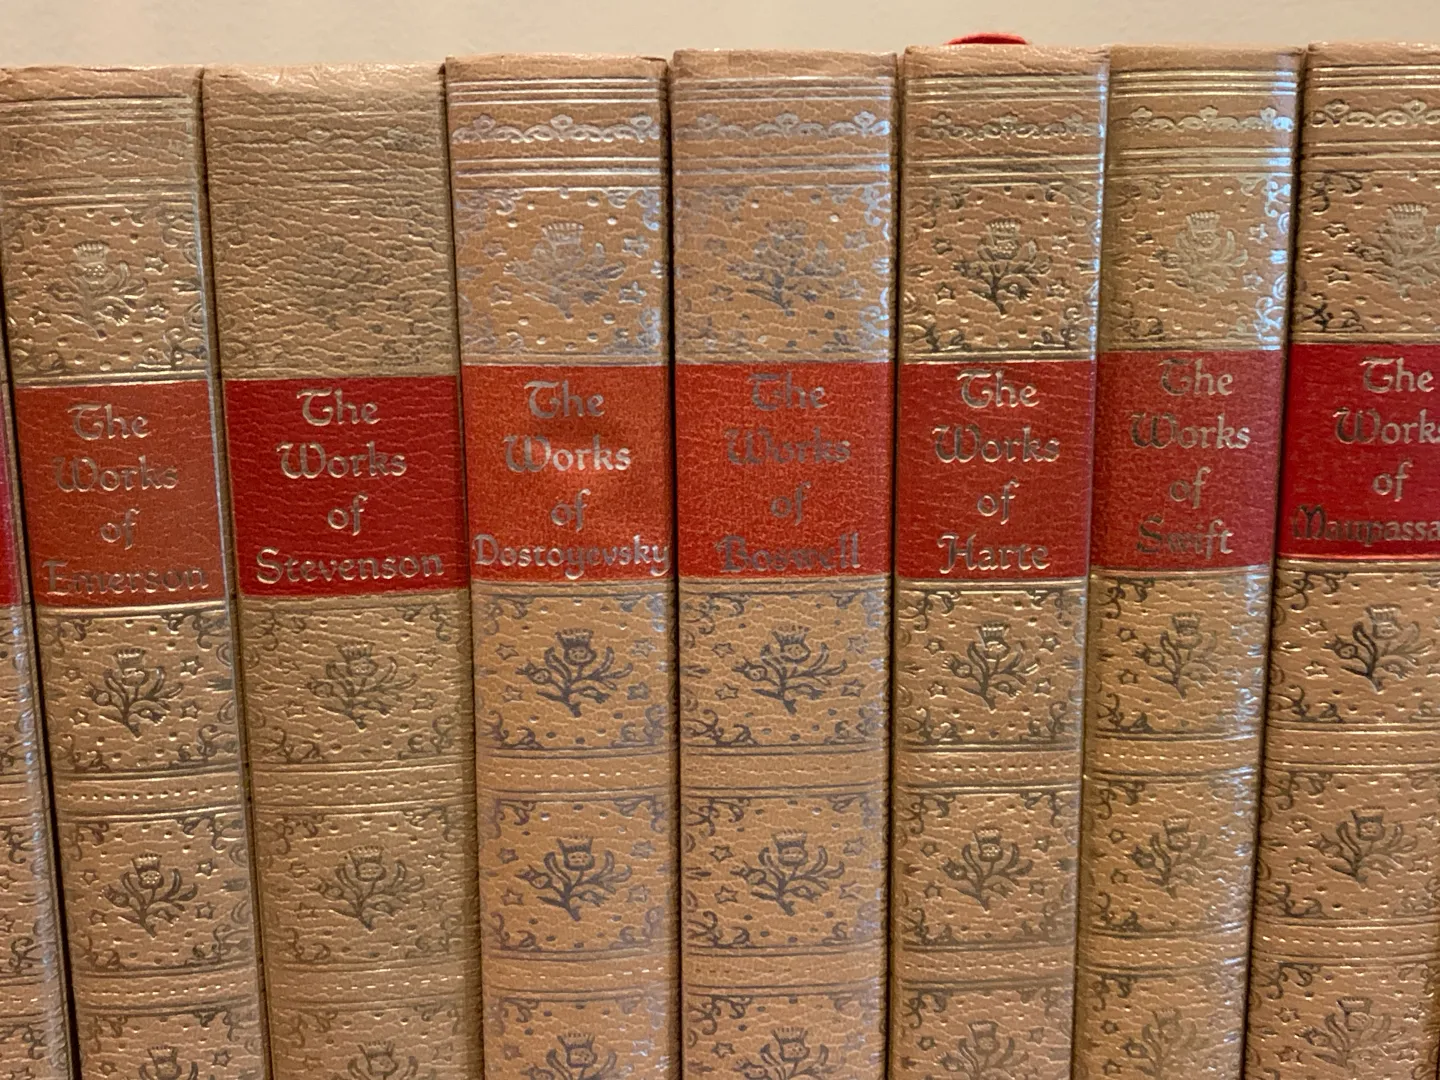 The
Works
of
Emerson
The
Works
of
Stevenson
The
Works
of
Dostoyevsky
The
Works
of
Boswell
The
Works
of
Harte
The
Works
of
Swift
The
Works
of
Maupassa